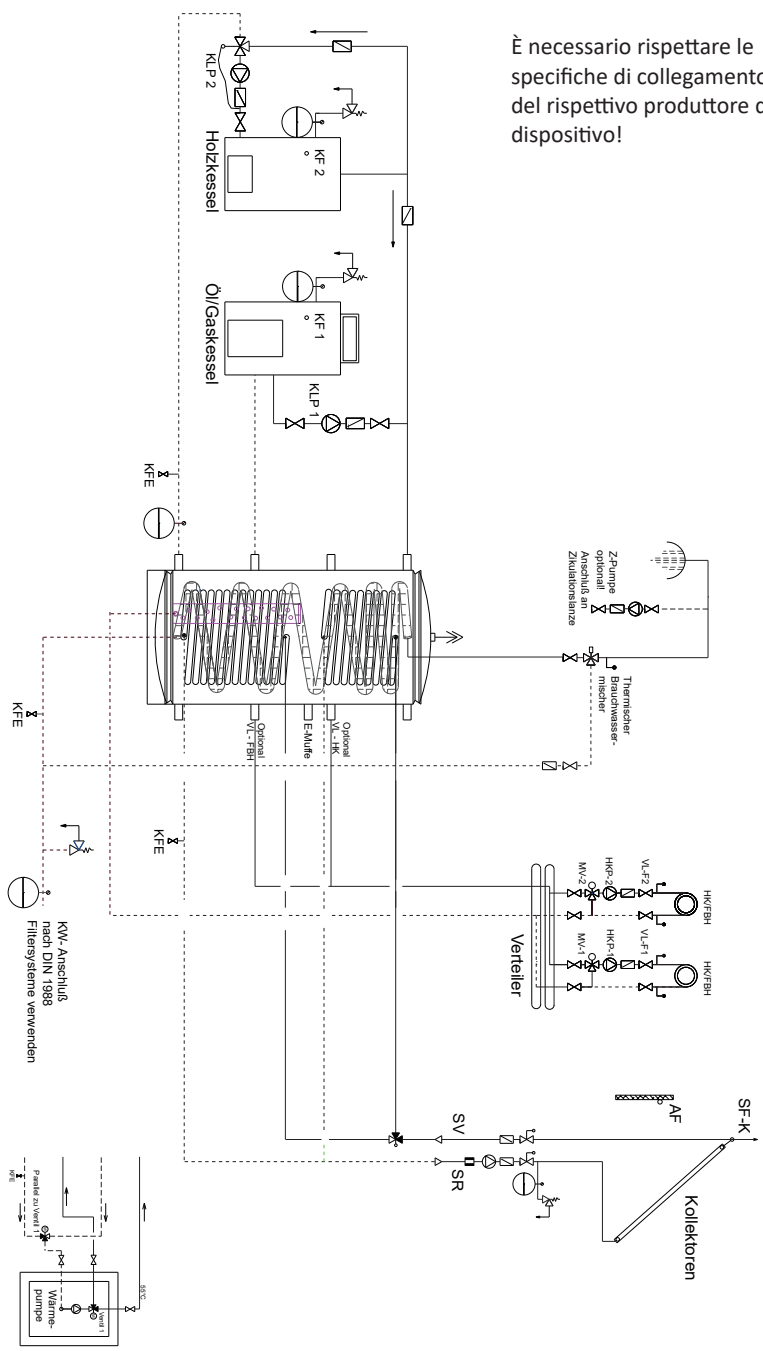 È necessario rispettare le
specifiche di collegamento
del rispettivo produttore d
dispositivo!
KLP 2
KF 2
Holzkessel
KF 1
Öl/Gaskessel
KLP 1
KFE
Z-Pumpe
optional!
Anschluß an
Zikulationslanze
Thermischer
Brauchwasser-
mischer
Optional
VL - HK
E-Muffe
Optional
VL - FBH
KFE
KFE
KW- Anschluß
nach DIN 1988
Filtersysteme verwenden
HK/FBH
VL-F2
HKP-2
MV-2
HK/FBH
VL-F1
HKP-1
MV-1
Verteiler
SF-K
AF
SV
SR
Kollektoren
KFE
Parallel zu Ventil 1
55°C
Ventil 1
Wärme-
pumpe